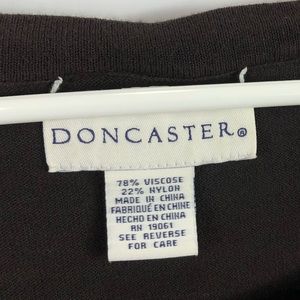 DONCASTER®
78% VISCOSE
22% NYLON
MADE IN CHINA
FABRIQUÉ EN CHINE
HECHO EN CHINA
RN 19061
SEE REVERSE
FOR CARE